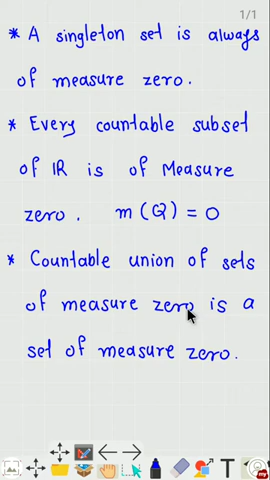 1/1
* A singleton set is always
of measure zero.
* Every countable subset
of IR is of Measure
zero. m(Q) = 0
* Countable union of sets
of measure zero is a
set of measure zero.
T